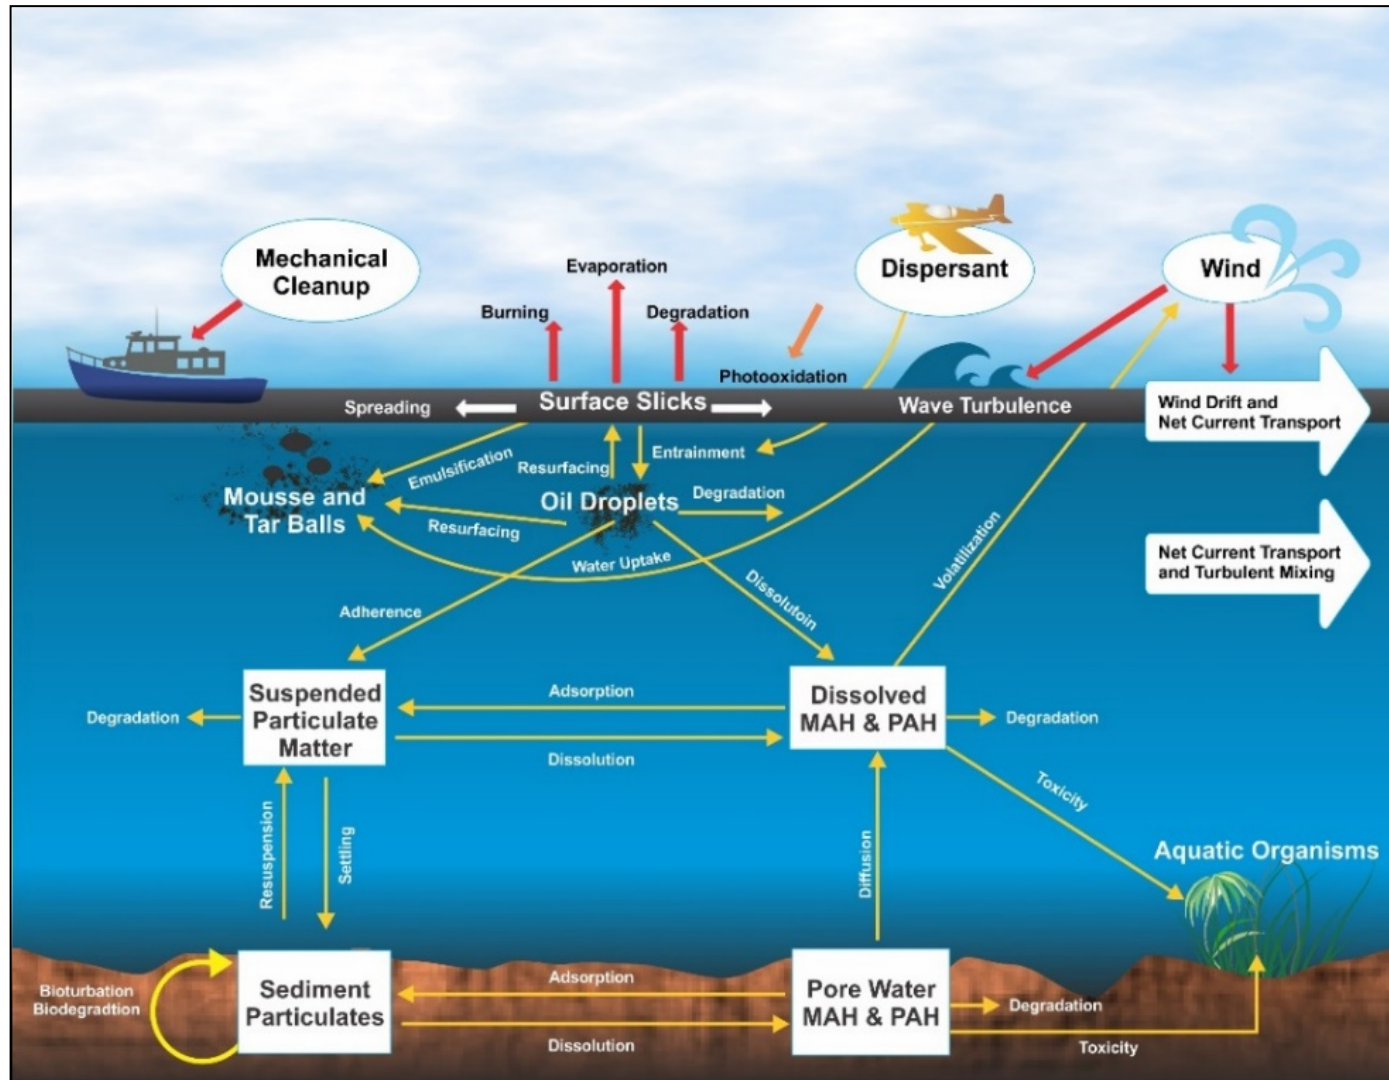 Mechanical
Cleanup
Evaporation
Dispersant
Wind
Burning
Degradation
Photooxidation
Spreading
Surface Slicks
Wave Turbulence
Wind Drift and
Net Current Transport
Emulsification
Resurfacing
Entrainment
Mousse and
Tar Balls
Oil Droplets
Degradation
Resurfacing
Water Uptake
Volatilization
Net Current Transport
and Turbulent Mixing
Adherence
Dissolutoin
Suspended
Particulate
Matter
Adsorption
Dissolved
MAH & PAH
Degradation
Degradation
Dissolution
Toxicity
Resuspension
Settling
Diffusion
Aquatic Organisms
Bioturbation
Biodegradtion
Sediment
Particulates
Adsorption
Pore Water
MAH & PAH
Degradation
Dissolution
Toxicity